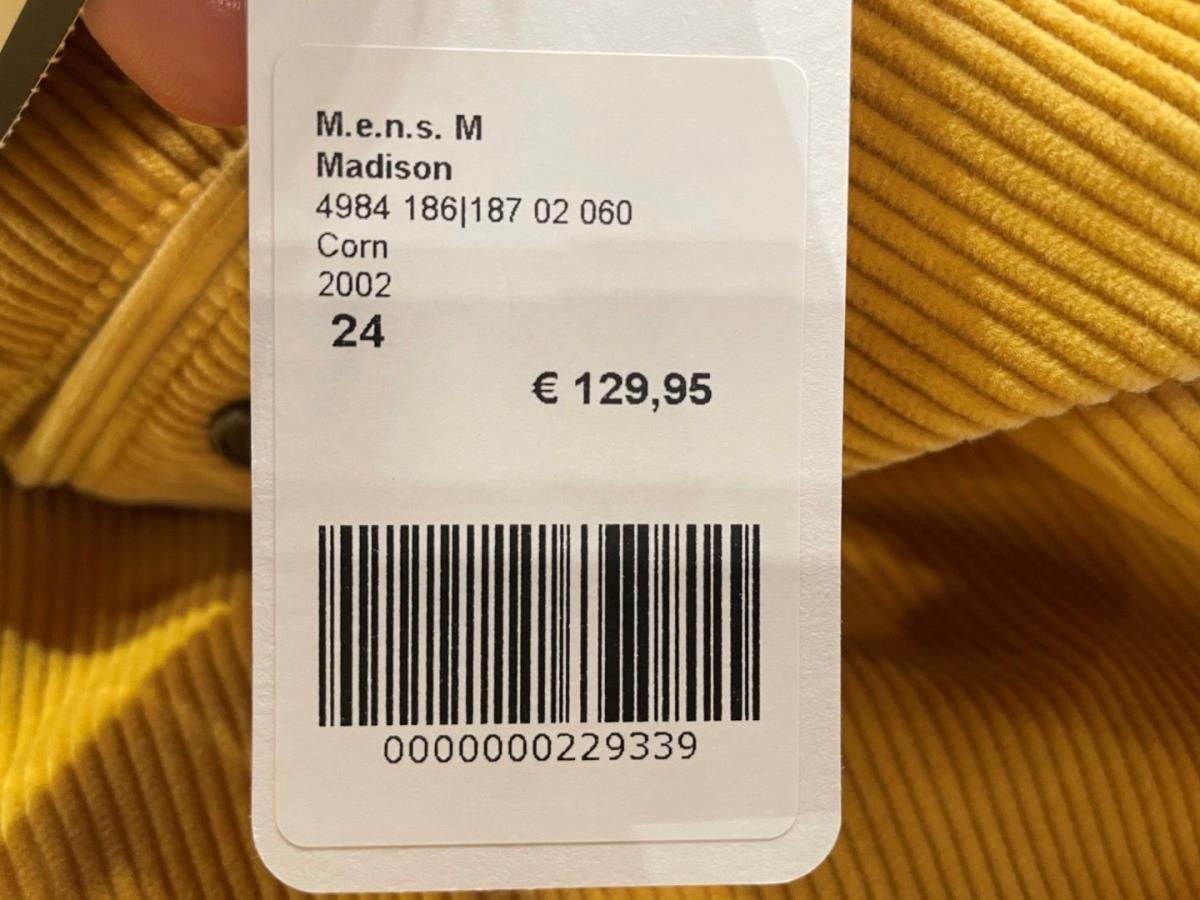 M.e.n.s. M
Madison
4984 186|187 02 060
Corn
2002
24
€ 129,95
0000000229339